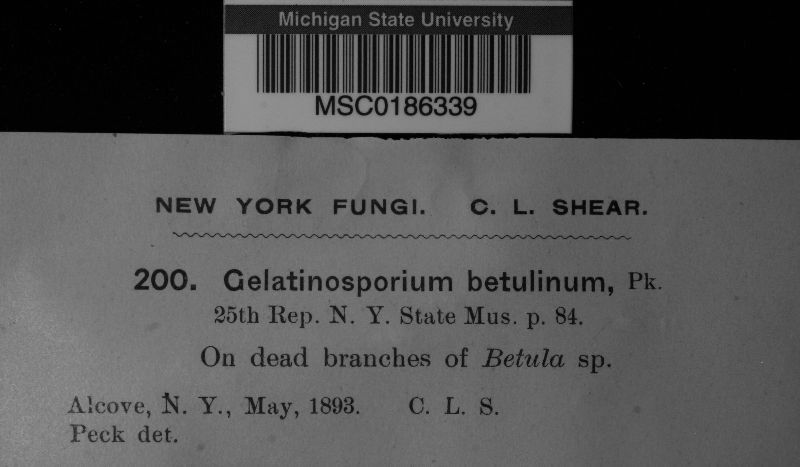 Michigan State University
MSC0186339
NEW YORK FUNGI. C. L. SHEAR.
200. Gelatinosporium betulinum, Pk.
25th Rep. N. Y. State Mus. p. 84.
On dead branches of Betula sp.
Alcove, N. Y., May, 1893. C. L. S.
Peck det.